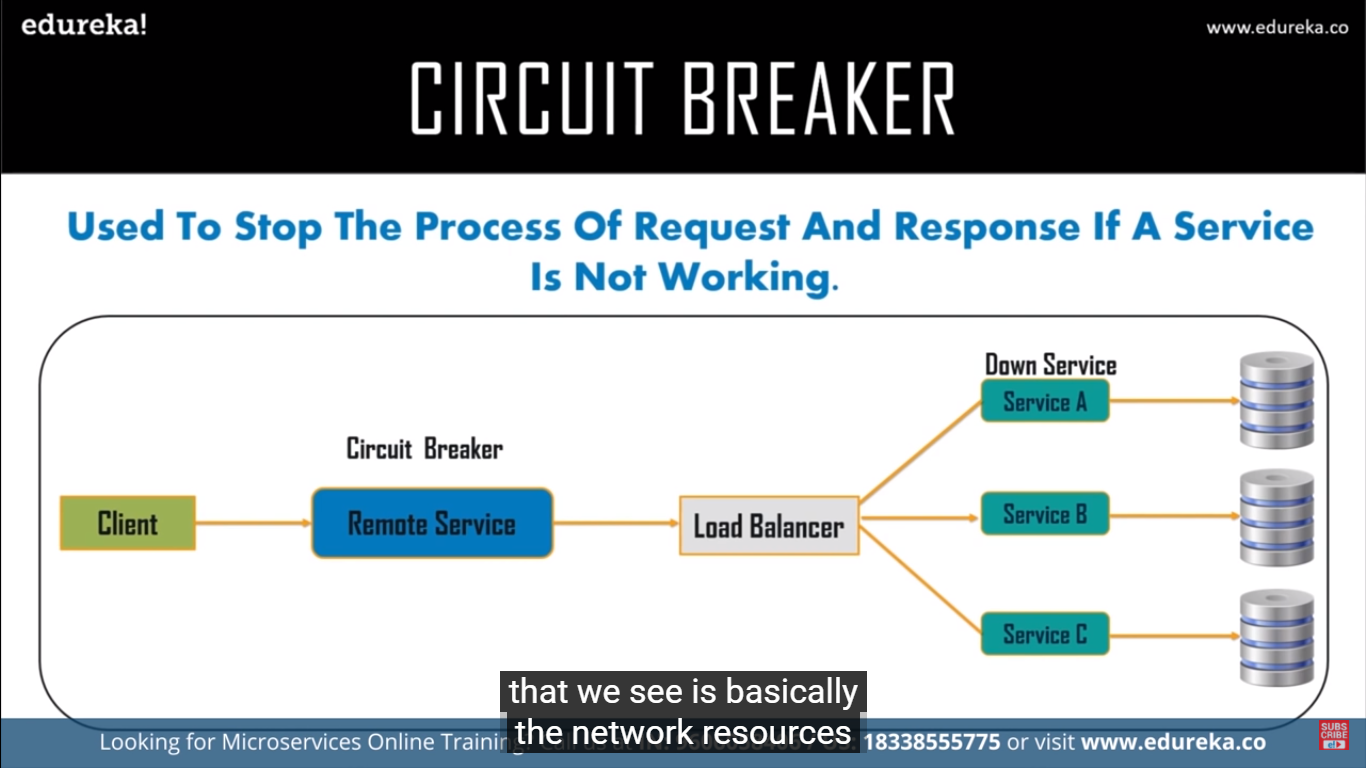 edureka!
www.edureka.co
CIRCUIT BREAKER
Used To Stop The Process Of Request And Response If A Service
Is Not Working.
Down Service
Service A
Circuit Breaker
Client
Remote Service
Load Balancer
Service B
Service C
that we see is basically
the network resources
Looking for Microservices Online Training 18338555775 or visit www.edureka.co
SUBS
CRIBE